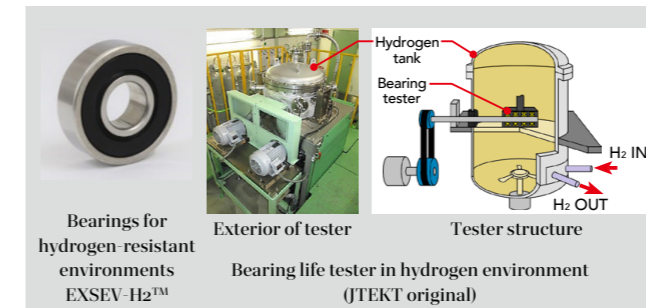 Hydrogen
tank
Bearing
tester
H₂ IN
H₂ OUT
Bearings for
hydrogen-resistant
environments
EXSEV-H2™
Exterior of tester
Tester structure
Bearing life tester in hydrogen environment
(JTEKT original)